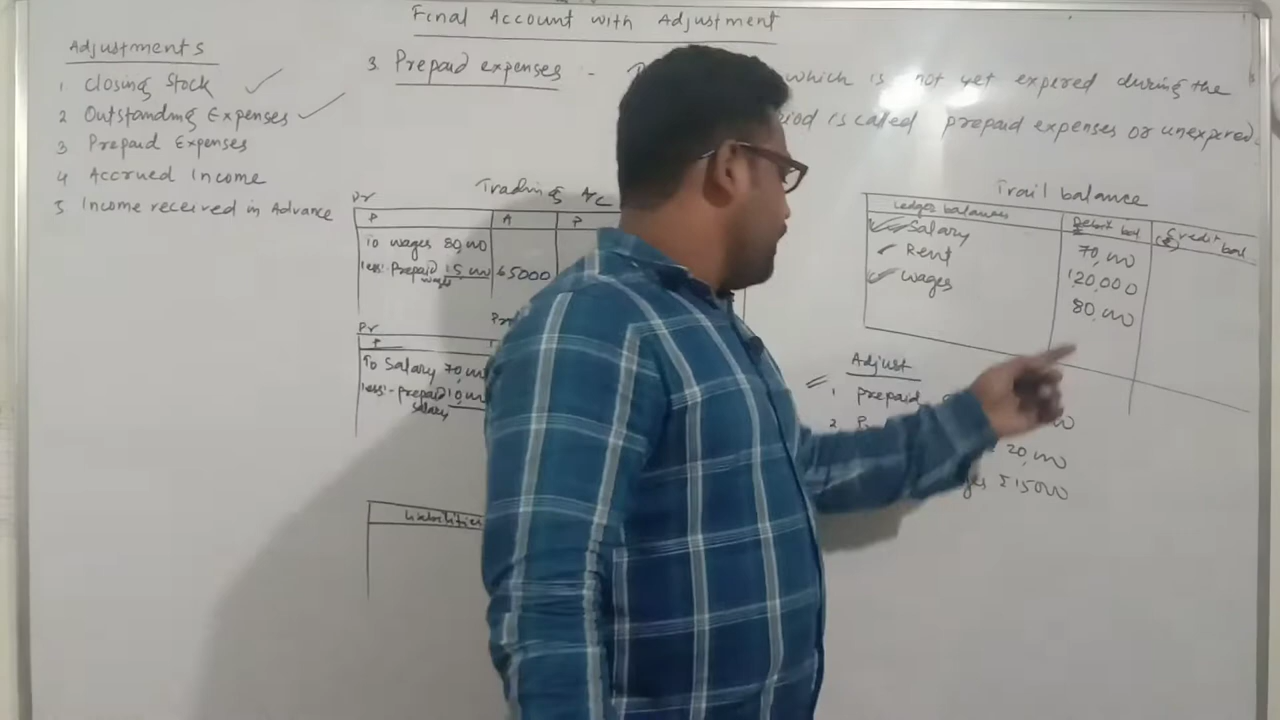 Final Account with Adjustment
Adjustments
1. Closing Stock
2 Outstanding Expenses
3 Prepaid Expenses
4 Accrued Income
5 Income received in Advance
3. Prepaid expenses -
which is not yet expered during the
is called prepaid expenses or unexpered
Dr Trading A/c
P A P
To wages 80,000
less:- Prepaid 15,000 65000
wages
Dr
P
To Salary 70,000
less:- prepaid 10,000
salary
Liabilities
Trail balance
Ledger balances Debit bal Credit bal
Salary 70,000
Rent 120,000
wages 80,000
Adjust
1. prepaid
2
20,000
₹15000